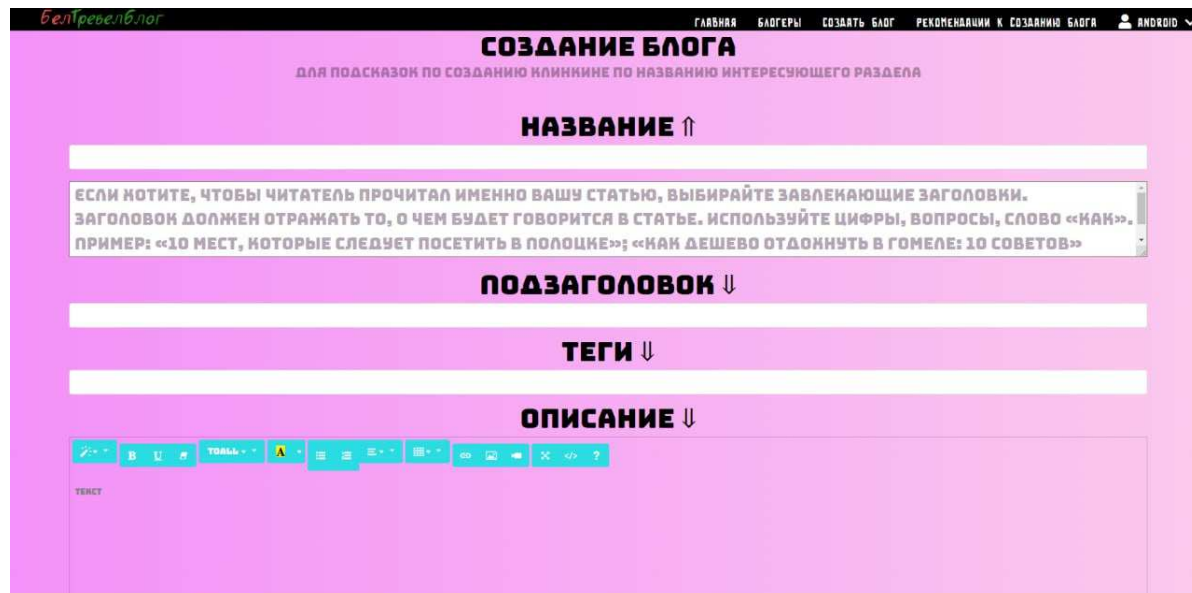 БелТревелблог
ГЛАВНАЯ БЛОГЕРЫ СОЗДАТЬ БЛОГ РЕКОМЕНДАЦИИ К СОЗДАНИЮ БЛОГА ANDROID
СОЗДАНИЕ БЛОГА
ДЛЯ ПОДСКАЗОК ПО СОЗДАНИЮ КЛИНКИНЕ ПО НАЗВАНИЮ ИНТЕРЕСУЮЩЕГО РАЗДЕЛА
НАЗВАНИЕ ⇑
ЕСЛИ ХОТИТЕ, ЧТОБЫ ЧИТАТЕЛЬ ПРОЧИТАЛ ИМЕННО ВАШУ СТАТЬЮ, ВЫБИРАЙТЕ ЗАВЛЕКАЮЩИЕ ЗАГОЛОВКИ.
ЗАГОЛОВОК ДОЛЖЕН ОТРАЖАТЬ ТО, О ЧЕМ БУДЕТ ГОВОРИТСЯ В СТАТЬЕ. ИСПОЛЬЗУЙТЕ ЦИФРЫ, ВОПРОСЫ, СЛОВО «КАК».
ПРИМЕР: «10 МЕСТ, КОТОРЫЕ СЛЕДУЕТ ПОСЕТИТЬ В ПОЛОЦКЕ»; «КАК ДЕШЕВО ОТДОХНУТЬ В ГОМЕЛЕ: 10 СОВЕТОВ»
ПОДЗАГОЛОВОК ⇓
ТЕГИ ⇓
ОПИСАНИЕ ⇓
B U A </> ?
ТЕКСТ